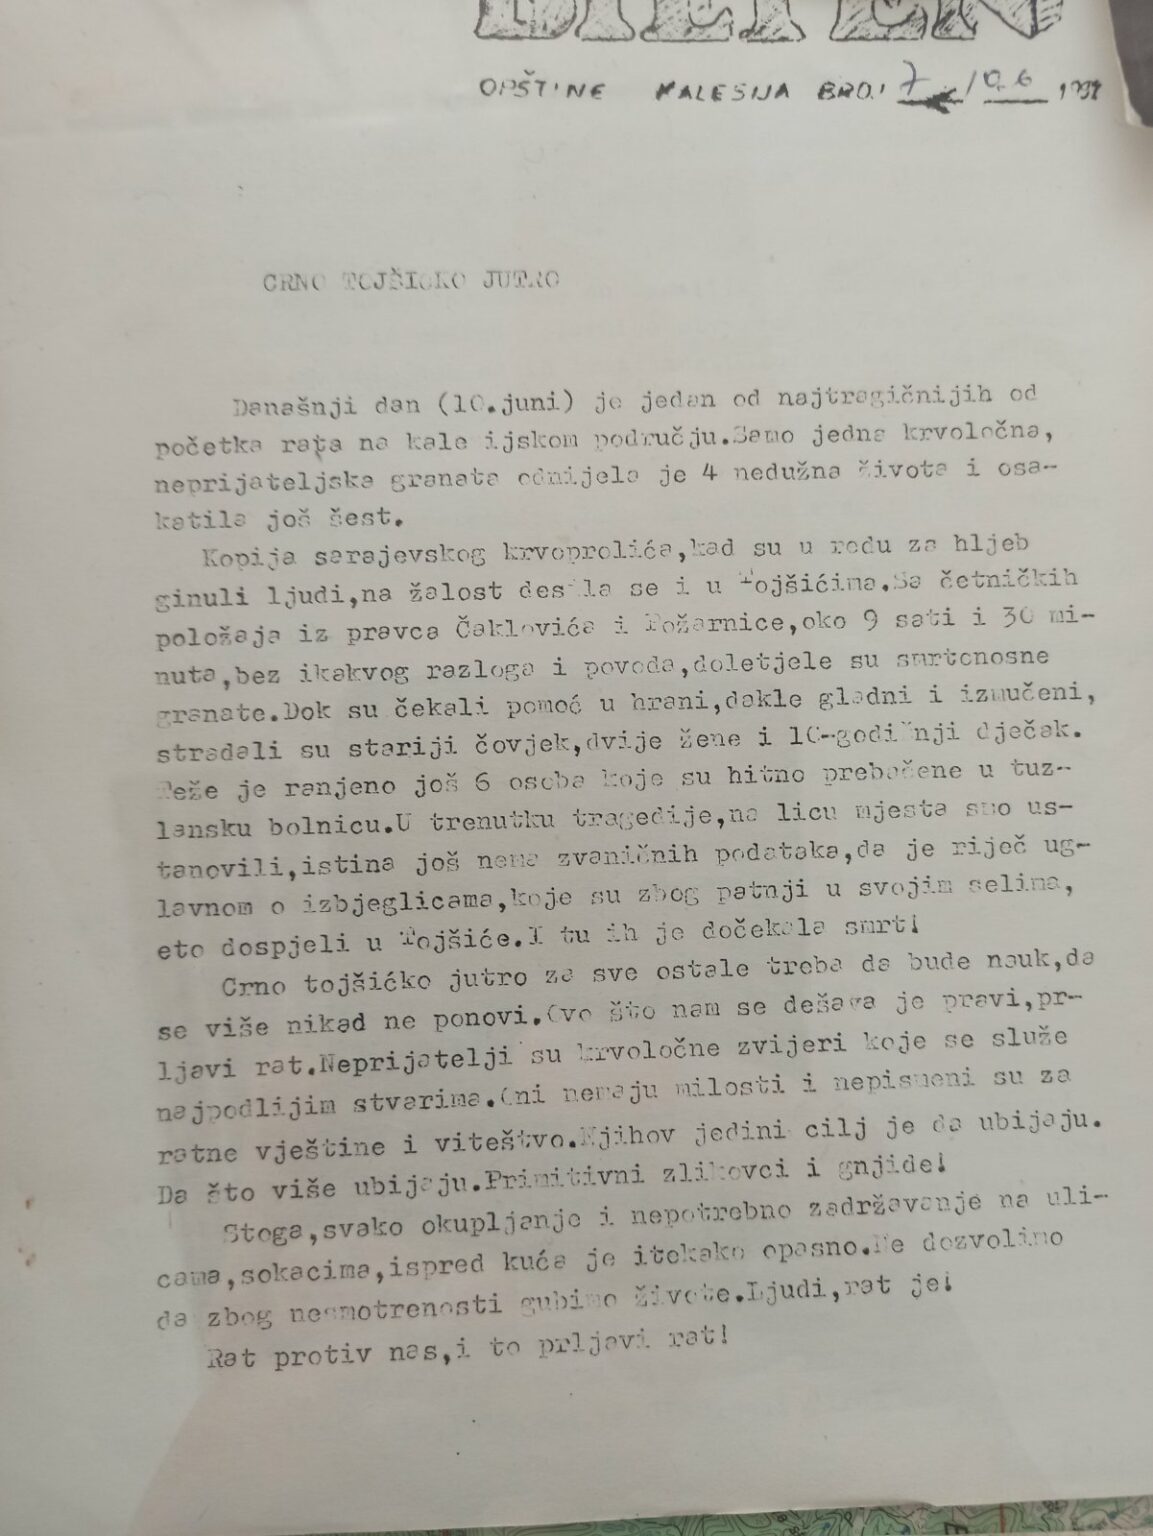 BILTEN
OPŠTINE KALESIJA BROJ 7 / 10.6 1992
CRNO TOJŠIĆKO JUTRO
Današnji dan (10.juni) je jedan od najtragičnijih od
početka rata na kale ijskom području.Samo jedna krvoločna,
neprijateljska granata odnijela je 4 nedužna života i osa-
katila još šest.
Kopija sarajevskog krvoprolića,kad su u redu za hljeb
ginuli ljudi,na žalost desila se i u Tojšićima.Sa četničkih
položaja iz pravca Čaklovića i Požarnice,oko 9 sati i 30 mi-
nuta,bez ikakvog razloga i povoda,doletjele su smrtonosne
granate.Dok su čekali pomoć u hrani,dakle gladni i izmučeni,
stradali su stariji čovjek,dvije žene i 10-godišnji dječak.
Teže je ranjeno još 6 osoba koje su hitno prebačene u tuz-
lansku bolnicu.U trenutku tragedije,na licu mjesta smo us-
tanovili,istina još nema zvaničnih podataka,da je riječ ug-
lavnom o izbjeglicama,koje su zbog patnji u svojim selima,
eto dospjeli u Tojšiće.I tu ih je dočekala smrt!
Crno tojšićko jutro za sve ostale treba da bude nauk,da
se više nikad ne ponovi.Ovo što nam se dešava je pravi,pr-
ljavi rat.Neprijatelji su krvoločne zvijeri koje se služe
najpodlijim stvarima.Oni nemaju milosti i nepismeni su za
ratne vještine i viteštvo.Njihov jedini cilj je da ubijaju.
Da što više ubijaju.Primitivni zlikovci i gnjide!
Stoga,svako okupljanje i nepotrebno zadržavanje na uli-
cama,sokacima,ispred kuća je itekako opasno.Ne dozvolimo
da zbog nesmotrenosti gubimo živote.Ljudi,rat je!
Rat protiv nas,i to prljavi rat!